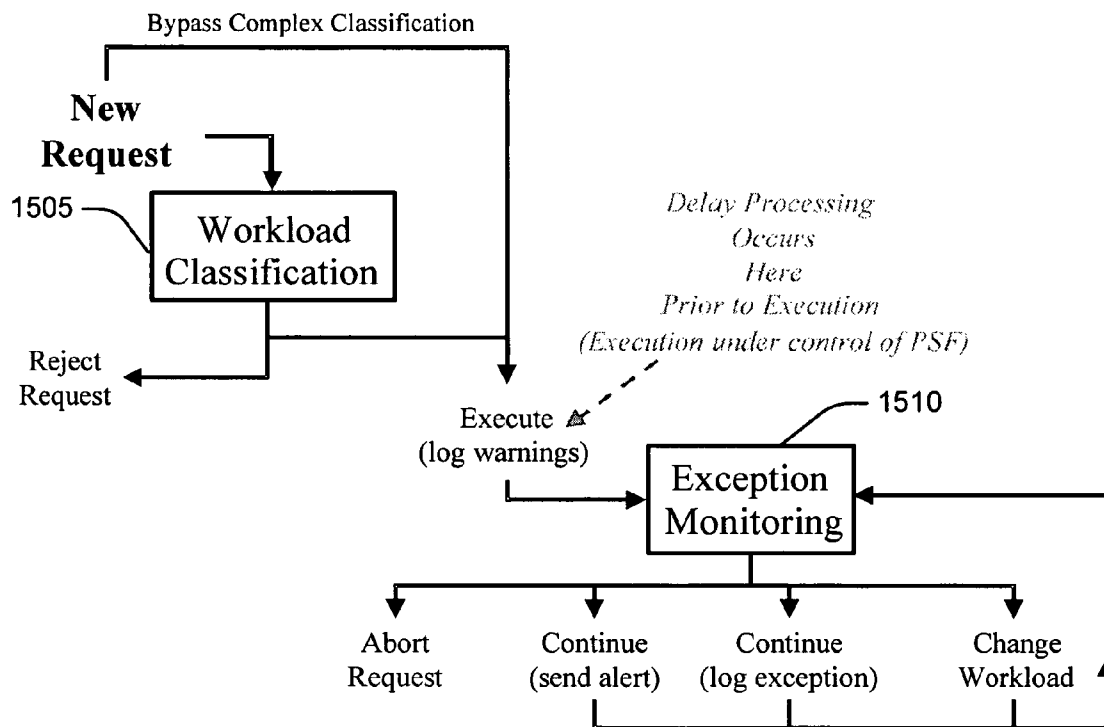 Bypass Complex Classification
New
Request
1505
Workload
Classification
Reject
Request
Delay Processing
Occurs
Here
Prior to Execution
(Execution under control of PSF)
Execute
(log warnings)
1510
Exception
Monitoring
Abort
Request
Continue
(send alert)
Continue
(log exception)
Change
Workload